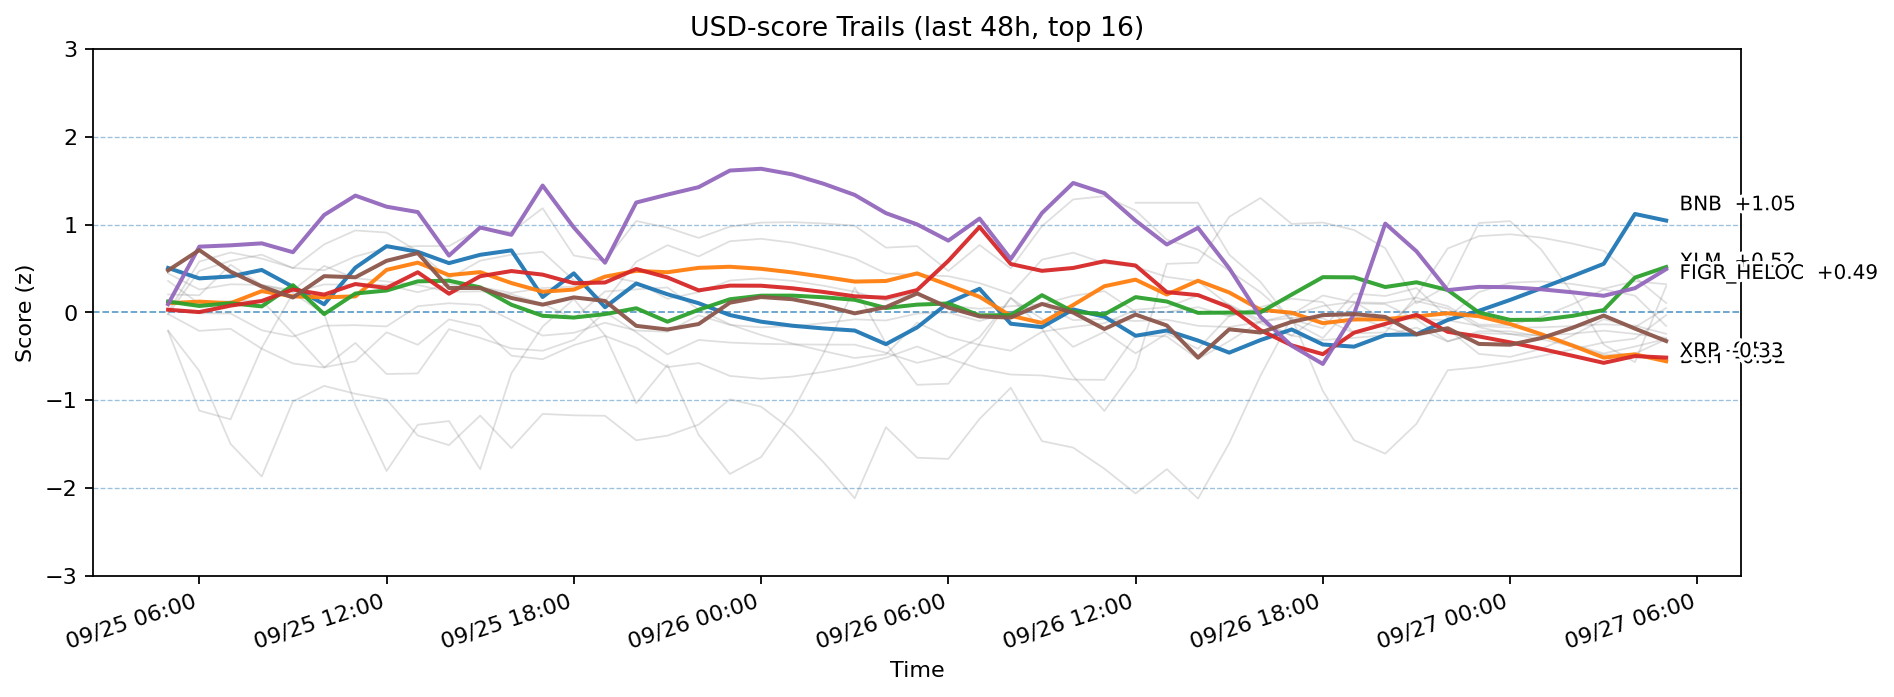 USD-score Trails (last 48h, top 16)
Score (z)
3
2
1
0
−1
−2
−3
BNB +1.05
XLM +0.52
FIGR_HELOC +0.49
XRP -0.33
09/25 06:00
09/25 12:00
09/25 18:00
09/26 00:00
09/26 06:00
09/26 12:00
09/26 18:00
09/27 00:00
09/27 06:00
Time